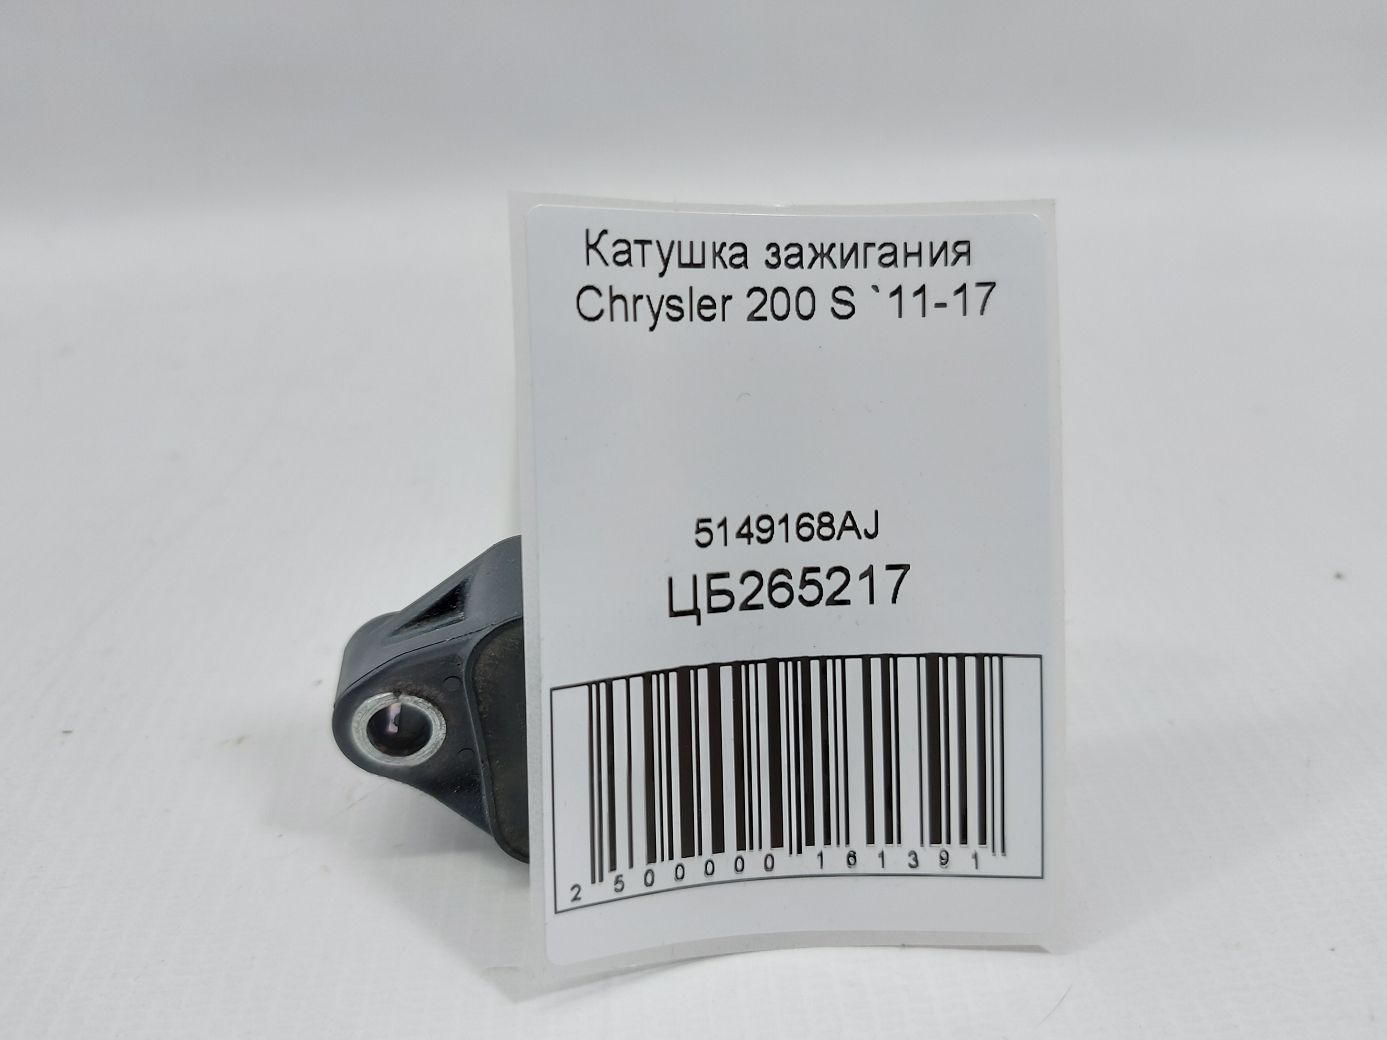 Катушка зажигания
Chrysler 200 S `11-17
5149168AJ
ЦБ265217
2 500000 161391